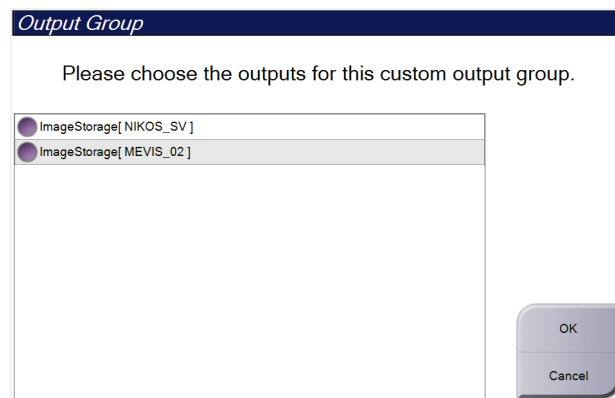 Output Group
Please choose the outputs for this custom output group.
ImageStorage[ NIKOS_SV ]
ImageStorage[ MEVIS_02 ]
OK
Cancel